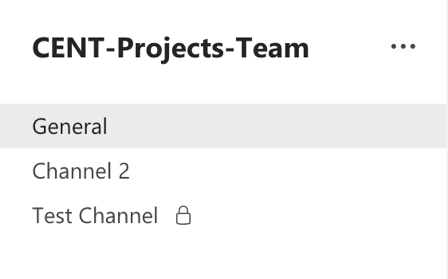 CENT-Projects-Team
General
Channel 2
Test Channel